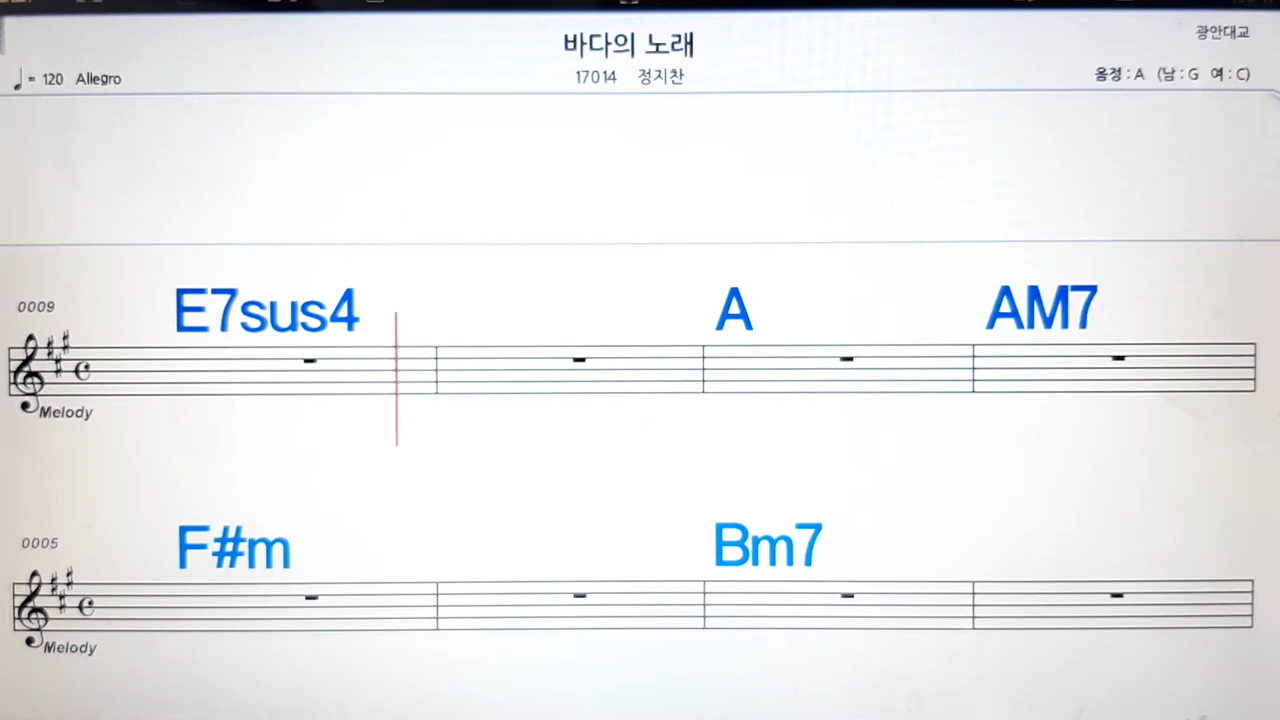 바다의 노래
광안대교
♩= 120 Allegro
17014 정지찬
음정 : A (남 : G 여 : C)
0009
E7sus4 A AM7
Melody
0005
F#m Bm7
Melody